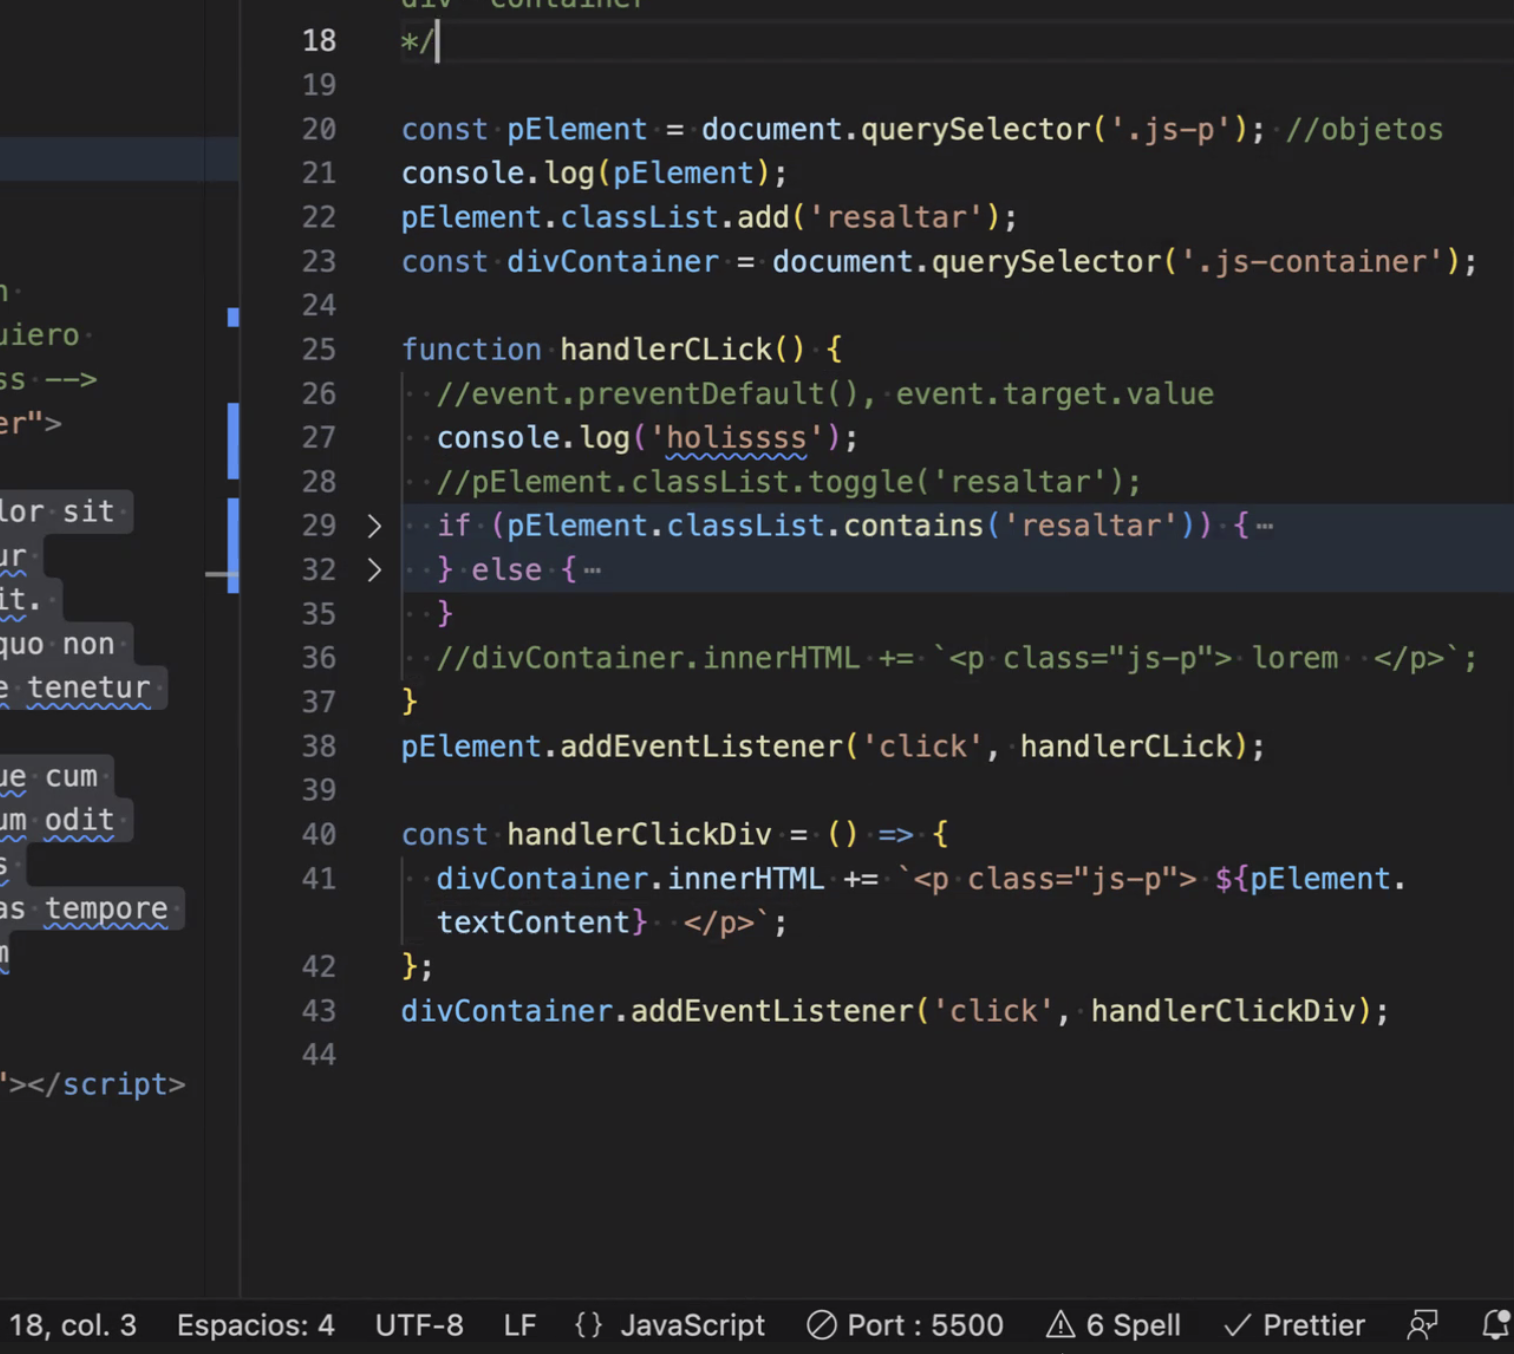 div container
18 */
19
20 const pElement = document.querySelector('.js-p'); //objetos
21 console.log(pElement);
22 pElement.classList.add('resaltar');
23 const divContainer = document.querySelector('.js-container');
24
25 function handlerCLick() {
26 //event.preventDefault(), event.target.value
27 console.log('holissss');
28 //pElement.classList.toggle('resaltar');
29 if (pElement.classList.contains('resaltar')) {⋯
32 } else {⋯
35 }
36 //divContainer.innerHTML += `<p class="js-p"> lorem  </p>`;
37 }
38 pElement.addEventListener('click', handlerCLick);
39
40 const handlerClickDiv = () => {
41 divContainer.innerHTML += `<p class="js-p"> ${pElement.
textContent}  </p>`;
42 };
43 divContainer.addEventListener('click', handlerClickDiv);
44
n
uiero
ss -->
er">
lor sit
ur
it.
quo non
e tenetur
ue cum
um odit
s
as tempore
m
"></script>
18, col. 3 Espacios: 4 UTF-8 LF {} JavaScript Port : 5500 6 Spell Prettier